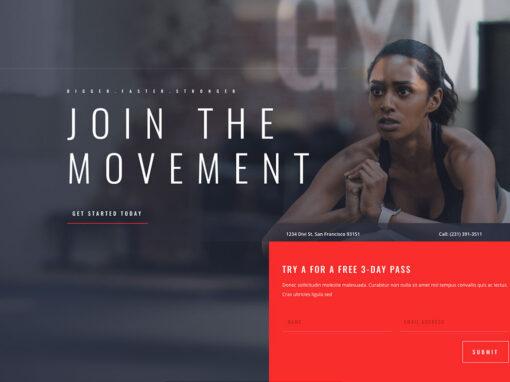 GYM
BIGGER.FASTER.STRONGER
JOIN THE
MOVEMENT
GET STARTED TODAY
1234 Divi St. San Francisco 93151
Call: (231) 391-3511
TRY A FOR A FREE 3-DAY PASS
Donec sollicitudin molestie malesuada. Curabitur non nulla sit amet nisl tempus convallis quis ac lectus.
Cras ultricies ligula sed
NAME
EMAIL ADDRESS
SUBMIT